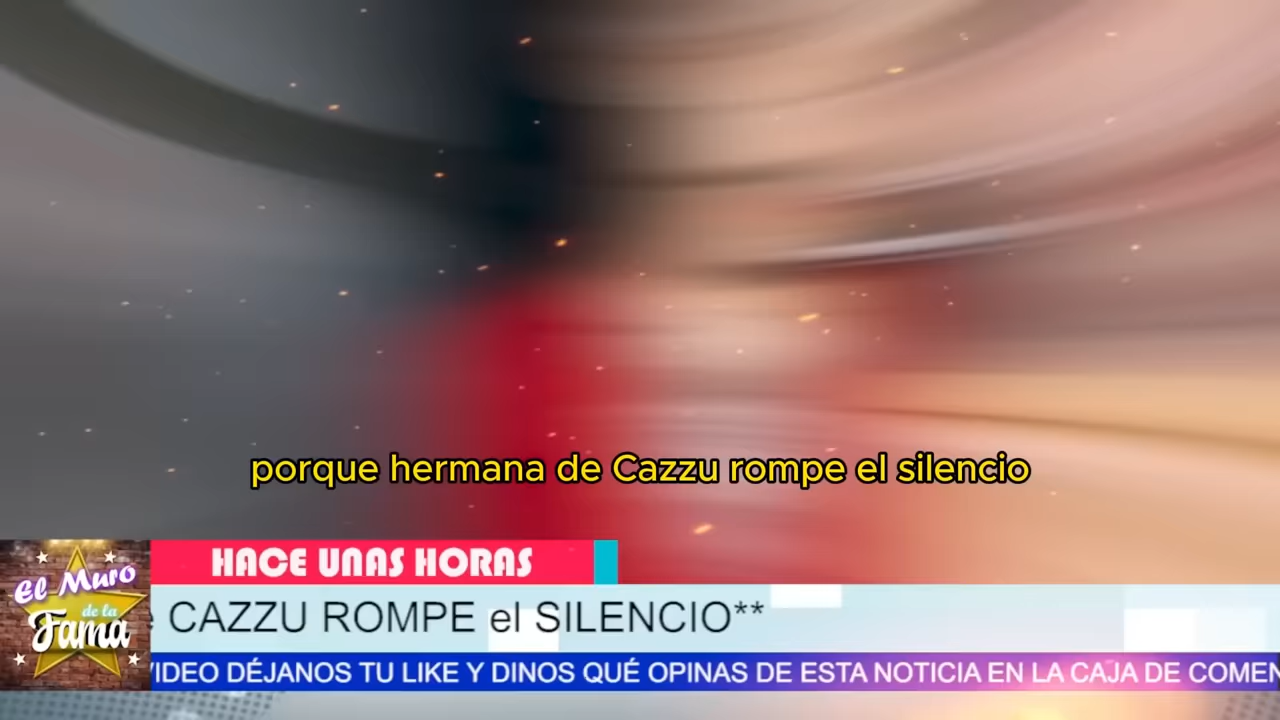 porque hermana de Cazzu rompe el silencio
HACE UNAS HORAS
CAZZU ROMPE el SILENCIO**
El Muro
de la
Fama
VIDEO DÉJANOS TU LIKE Y DINOS QUÉ OPINAS DE ESTA NOTICIA EN LA CAJA DE COMEN